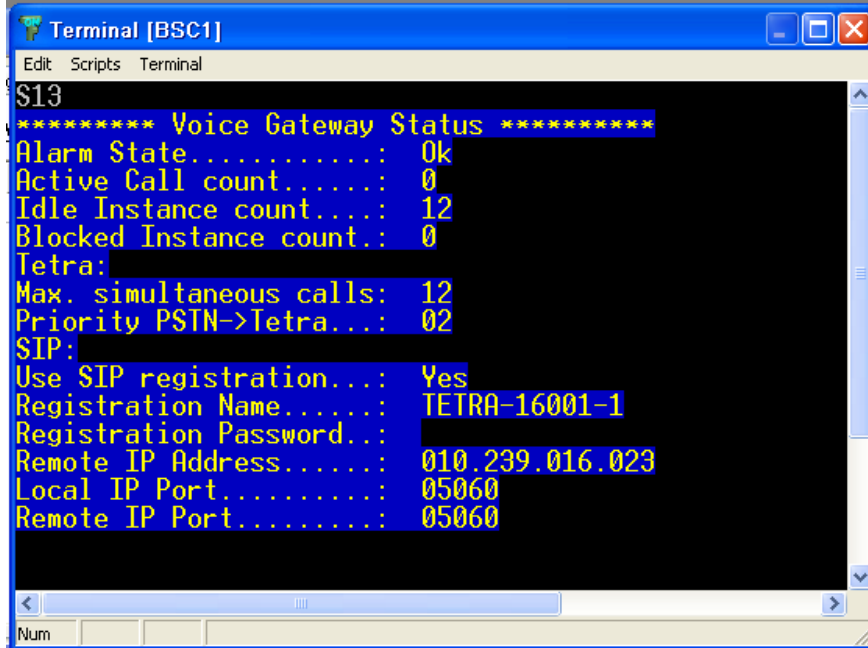 Terminal [BSC1]
Edit Scripts Terminal
S13
********* Voice Gateway Status **********
Alarm State............: Ok
Active Call count......: 0
Idle Instance count....: 12
Blocked Instance count.: 0
Tetra:
Max. simultaneous calls: 12
Priority PSTN->Tetra...: 02
SIP:
Use SIP registration...: Yes
Registration Name......: TETRA-16001-1
Registration Password..:
Remote IP Address......: 010.239.016.023
Local IP Port..........: 05060
Remote IP Port.........: 05060
Num